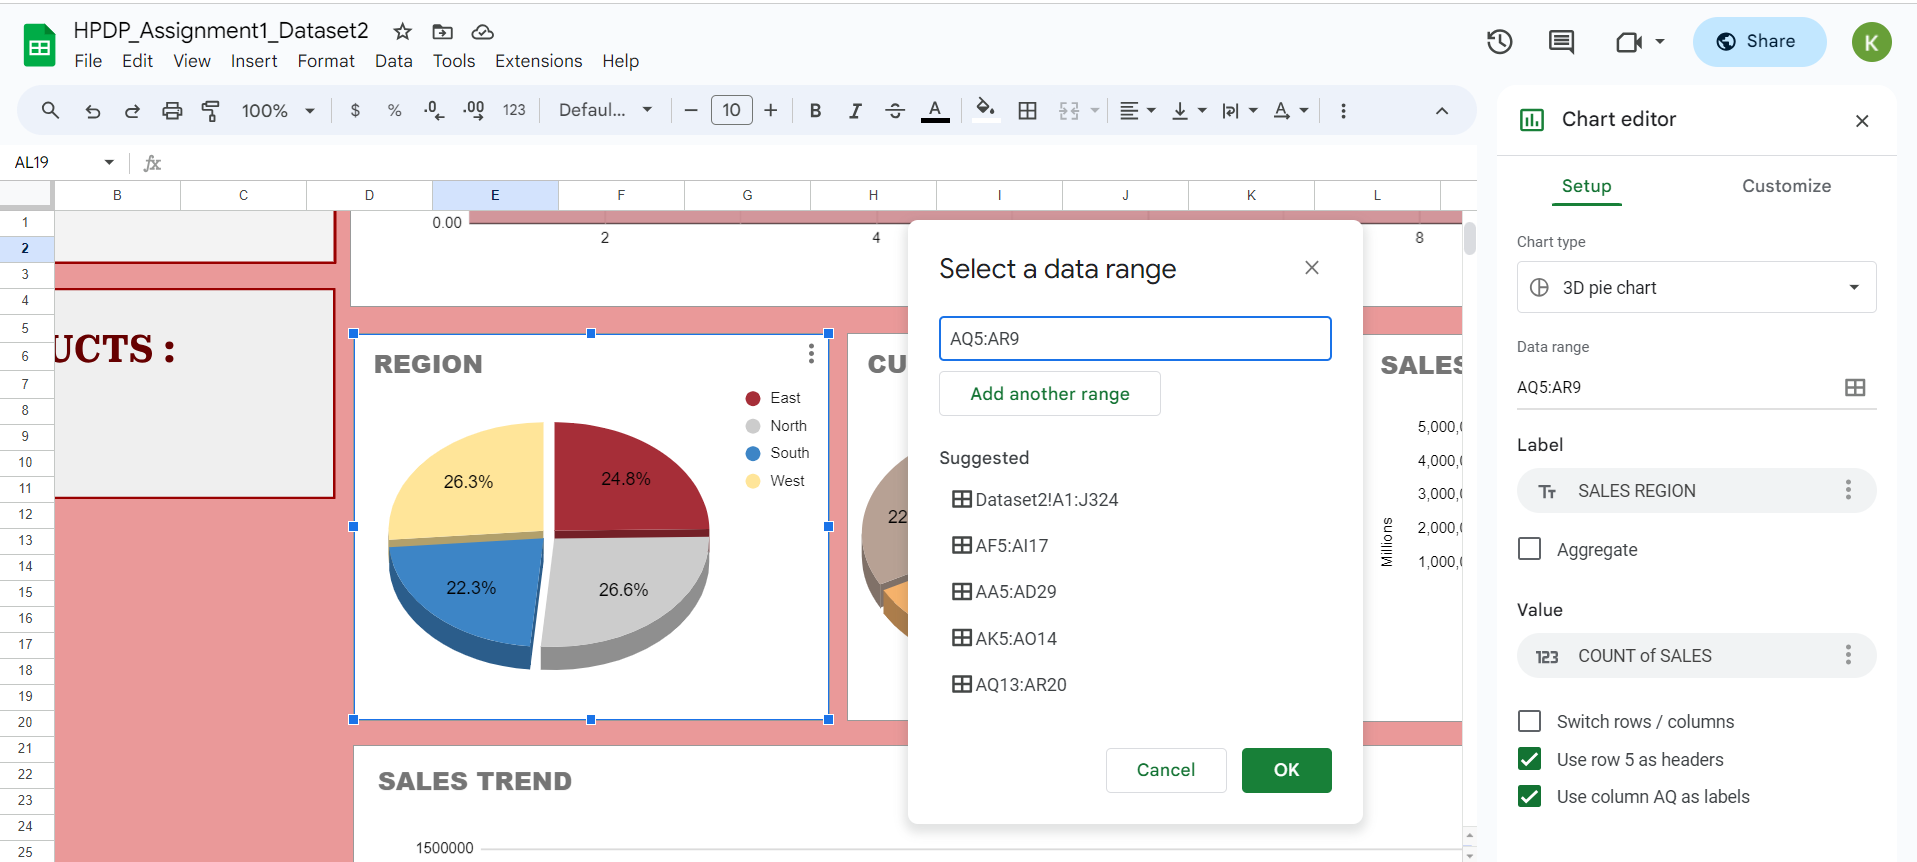 HPDP_Assignment1_Dataset2
File Edit View Insert Format Data Tools Extensions Help
Share
K
100% $ % .0 .00 123 Defaul... 10 B I A
AL19
fx
B C D E F G H I J K L
1
2
3
4
5
6
7
8
9
10
11
12
13
14
15
16
17
18
19
20
21
22
23
24
25
0.00
2 4 8
UCTS :
REGION
East
North
South
West
26.3% 24.8%
22.3% 26.6%
CU
22
SALES
5,000,
4,000,
3,000,
2,000,
1,000,
Millions
SALES TREND
1500000
Select a data range
AQ5:AR9
Add another range
Suggested
Dataset2!A1:J324
AF5:AI17
AA5:AD29
AK5:AO14
AQ13:AR20
Cancel OK
Chart editor
Setup Customize
Chart type
3D pie chart
Data range
AQ5:AR9
Label
Tт SALES REGION
Aggregate
Value
123 COUNT of SALES
Switch rows / columns
Use row 5 as headers
Use column AQ as labels